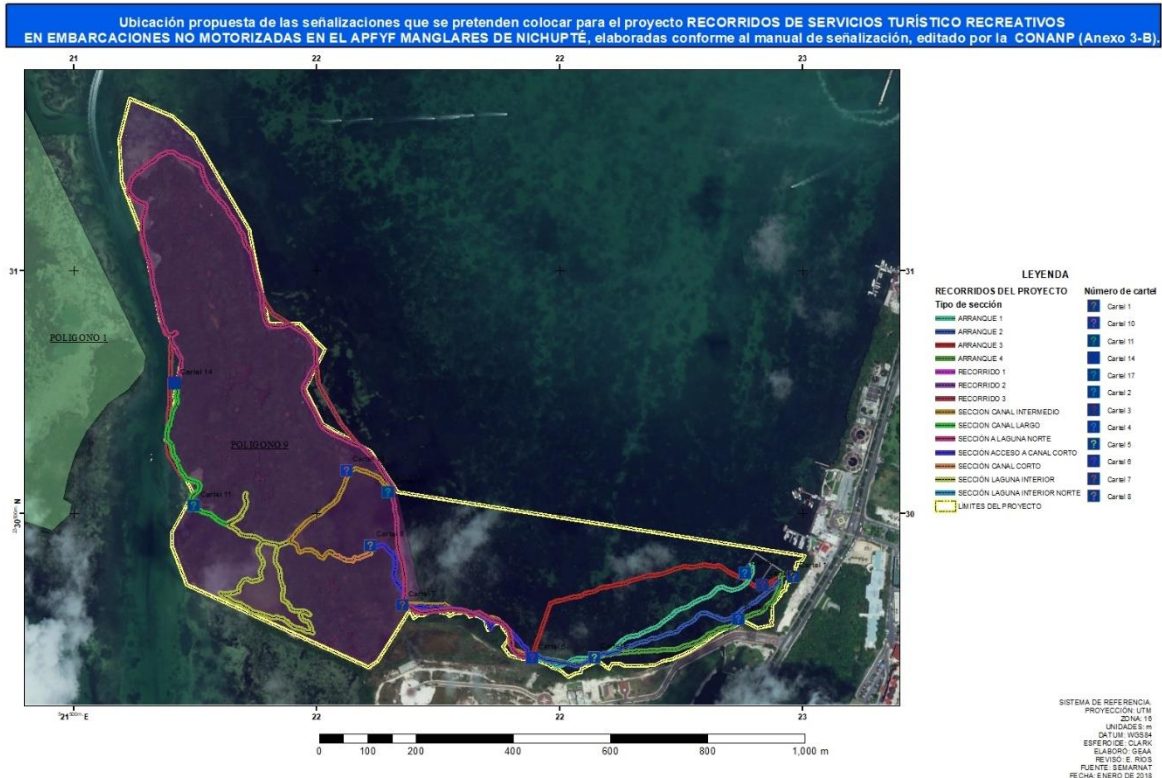 Ubicación propuesta de las señalizaciones que se pretenden colocar para el proyecto RECORRIDOS DE SERVICIOS TURÍSTICO RECREATIVOS
EN EMBARCACIONES NO MOTORIZADAS EN EL APFYF MANGLARES DE NICHUPTÉ, elaboradas conforme al manual de señalización, editado por la CONANP (Anexo 3-B).
21 22 22 23
31 31
POLIGONO 1
Cartel 14
POLIGONO 9
Cartel 11
30 N 30
Cartel
Cartel
21 E 22 22 23
0 100 200 400 600 800 1,000 m
LEYENDA
RECORRIDOS DEL PROYECTO
Tipo de sección
ARRANQUE 1
ARRANQUE 2
ARRANQUE 3
ARRANQUE 4
RECORRIDO 1
RECORRIDO 2
RECORRIDO 3
SECCION CANAL INTERMEDIO
SECCION CANAL LARGO
SECCIÓN A LAGUNA NORTE
SECCION ACCESO A CANAL CORTO
SECCION CANAL CORTO
SECCIÓN LAGUNA INTERIOR
SECCIÓN LAGUNA INTERIOR NORTE
LIMITES DEL PROYECTO
Número de cartel
Cartel 1
Cartel 10
Cartel 11
Cartel 14
Cartel 17
Cartel 2
Cartel 3
Cartel 4
Cartel 5
Cartel 6
Cartel 7
Cartel 8
SISTEMA DE REFERENCIA.
PROYECCIÓN: UTM
ZONA: 16
UNIDADES: m
DATUM: WGS84
ESFEROIDE: CLARK
ELABORO: GEAA
REVISO: E. RIOS
FUENTE: SEMARNAT
FECHA: ENERO DE 2018